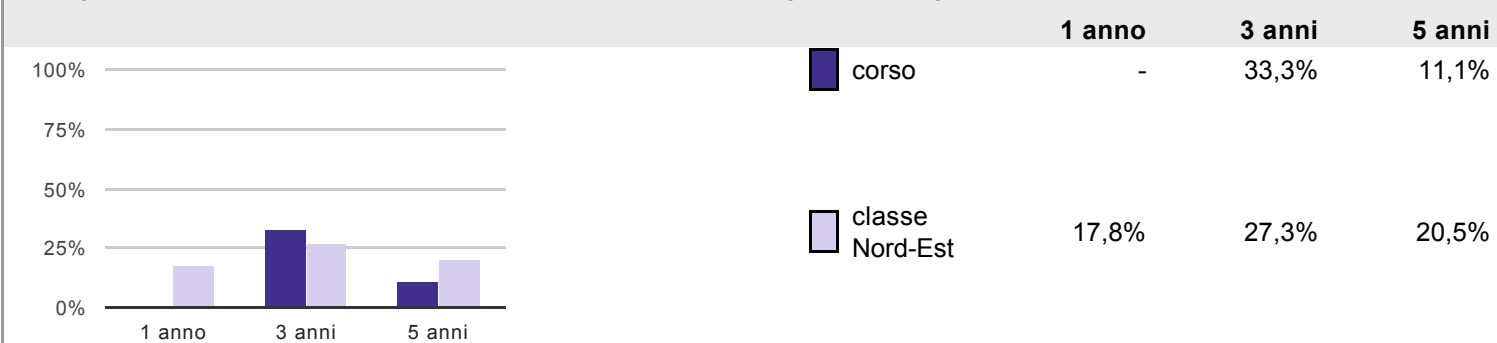 1 anno 3 anni 5 anni
100%
75%
50%
25%
0%
1 anno 3 anni 5 anni
corso - 33,3% 11,1%
classe
Nord-Est 17,8% 27,3% 20,5%